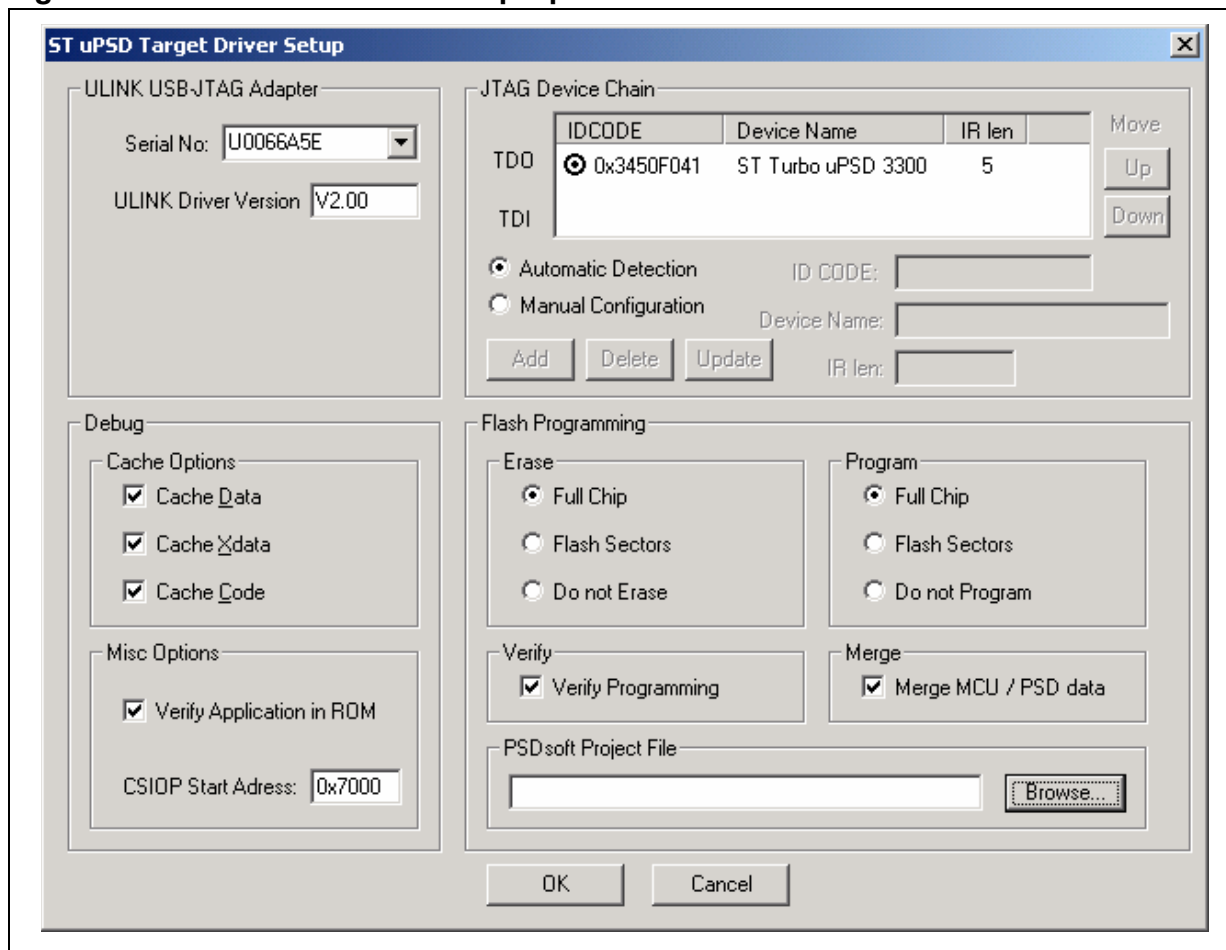 ST uPSD Target Driver Setup
ULINK USB-JTAG Adapter
Serial No: U0066A5E
ULINK Driver Version V2.00
JTAG Device Chain
IDCODE Device Name IR len
Move
TDO 0x3450F041 ST Turbo uPSD 3300 5
Up
TDI
Down
Automatic Detection
ID CODE:
Manual Configuration
Device Name:
Add Delete Update
IR len:
Debug
Cache Options
Cache Data
Cache Xdata
Cache Code
Misc Options
Verify Application in ROM
CSIOP Start Adress: 0x7000
Flash Programming
Erase
Full Chip
Flash Sectors
Do not Erase
Program
Full Chip
Flash Sectors
Do not Program
Verify
Verify Programming
Merge
Merge MCU / PSD data
PSDsoft Project File
Browse...
OK Cancel